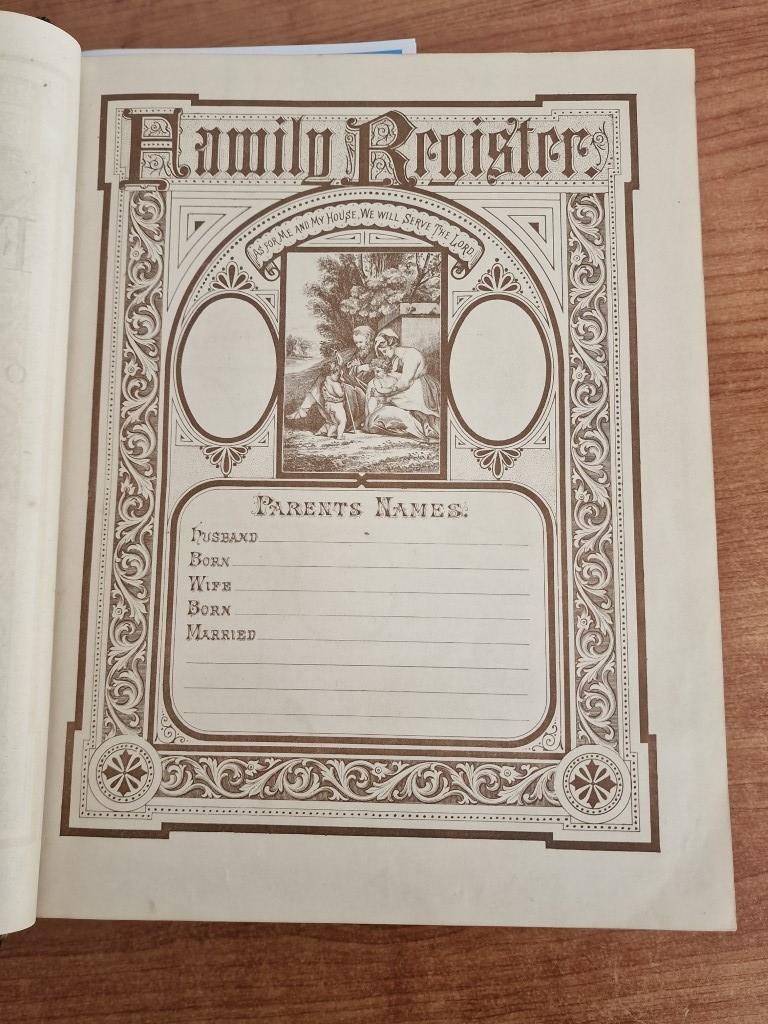 Family Register.
AS FOR ME AND MY HOUSE, WE WILL SERVE THE LORD.
PARENTS NAMES.
HUSBAND
BORN
WIFE
BORN
MARRIED